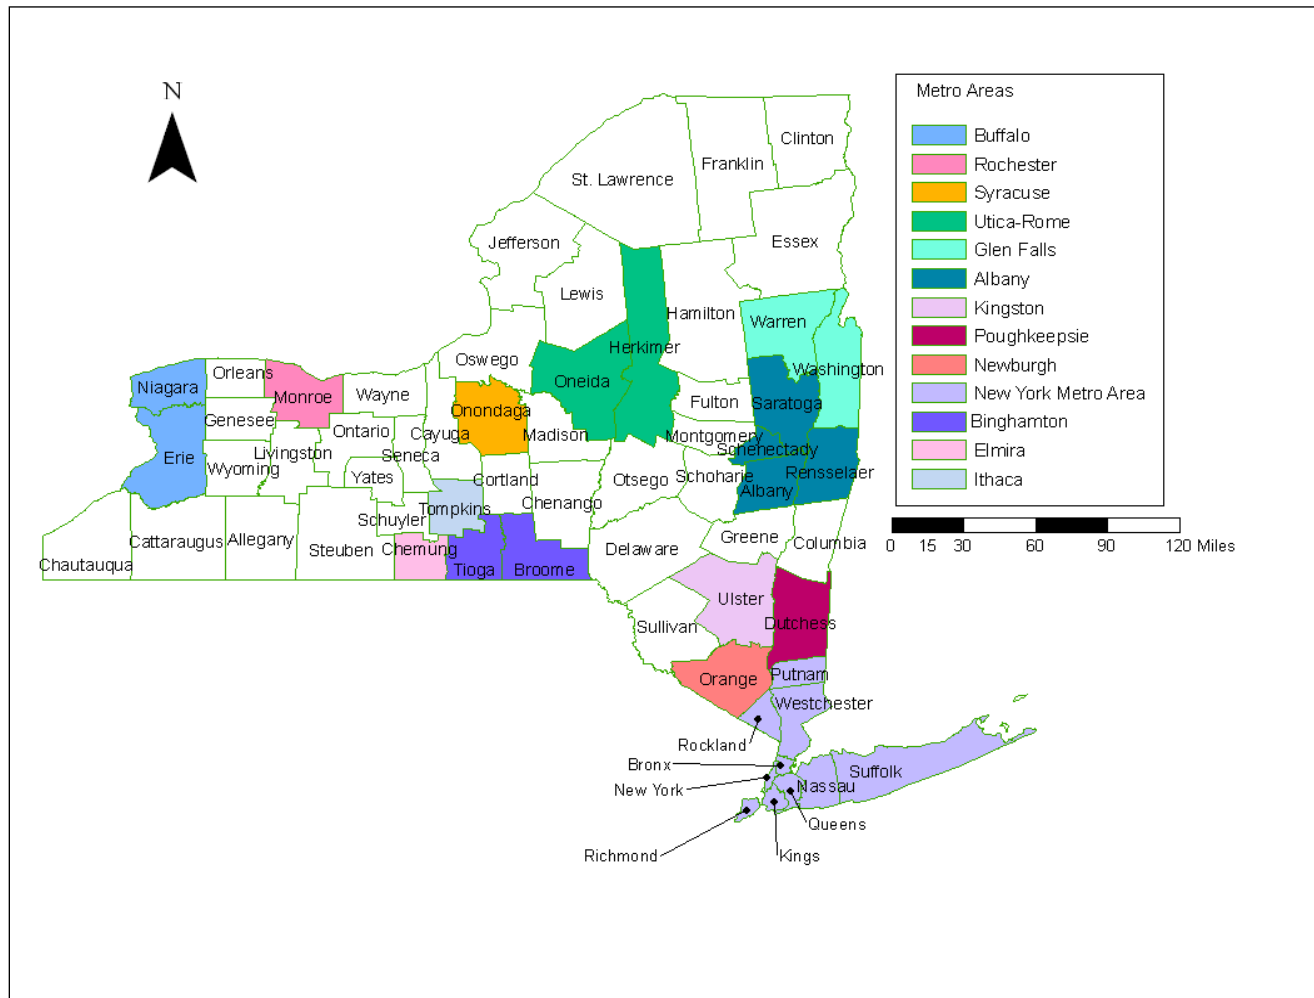 N
Metro Areas
Buffalo
Rochester
Syracuse
Utica-Rome
Glen Falls
Albany
Kingston
Poughkeepsie
Newburgh
New York Metro Area
Binghamton
Elmira
Ithaca
0 15 30 60 90 120 Miles
Clinton
Franklin
St. Lawrence
Essex
Jefferson
Lewis
Hamilton
Warren
Herkimer
Oswego
Washington
Orleans
Niagara
Oneida
Monroe
Wayne
Saratoga
Fulton
Onondaga
Genesee
Ontario
Cayuga
Madison
Montgomery
Schenectady
Livingston
Seneca
Erie
Wyoming
Yates
Cortland
Otsego
Schoharie
Rensselaer
Albany
Chenango
Tompkins
Schuyler
Greene
Columbia
Cattaraugus
Allegany
Steuben
Chemung
Delaware
Chautauqua
Tioga
Broome
Ulster
Sullivan
Dutchess
Putnam
Orange
Westchester
Rockland
Bronx
Suffolk
New York
Nassau
Queens
Richmond
Kings